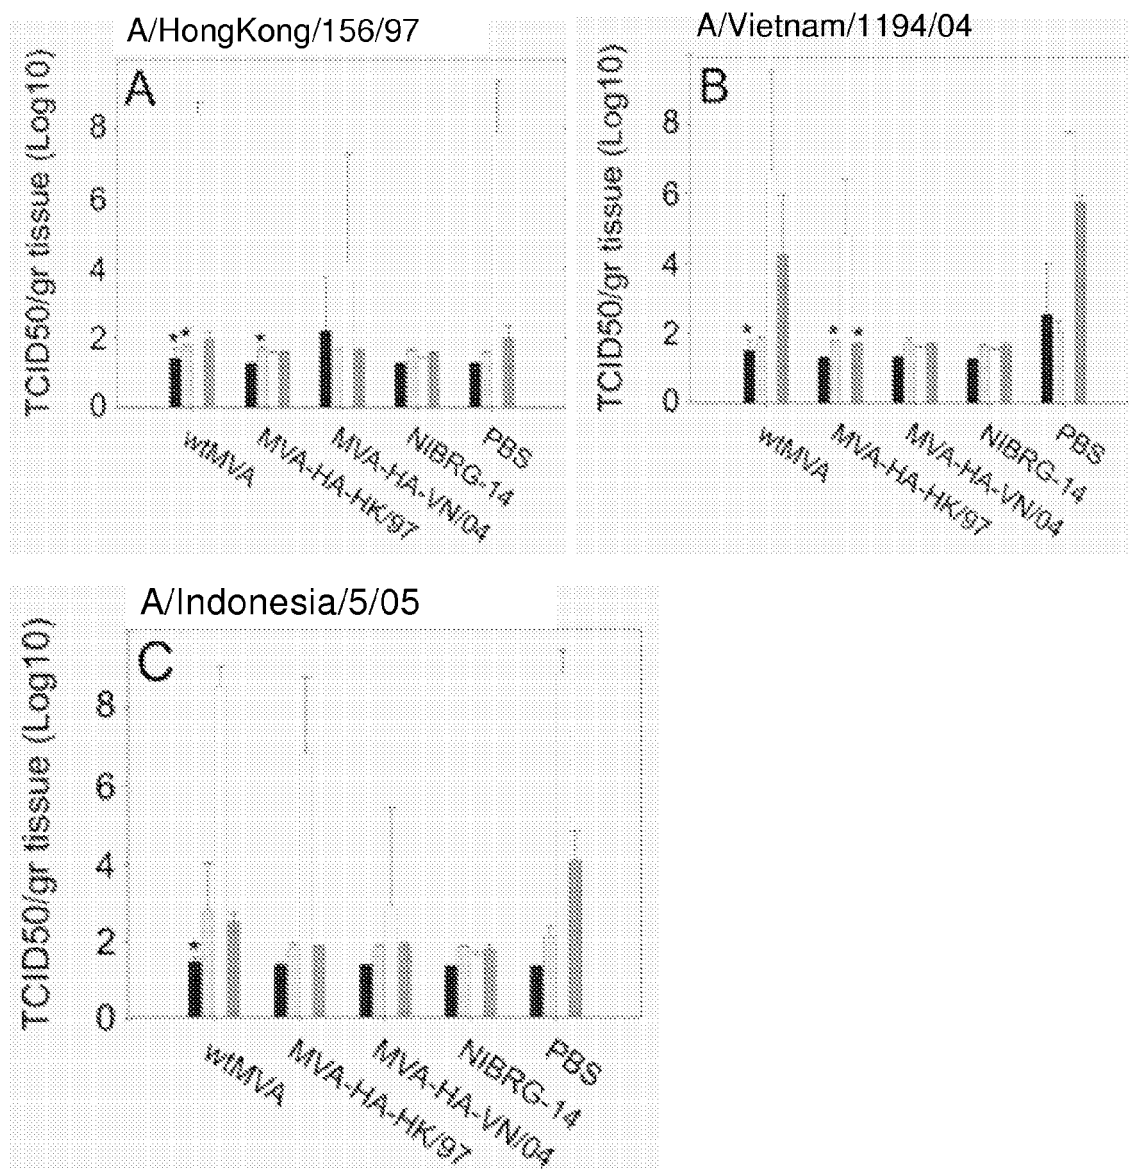 A/HongKong/156/97
A
TCID50/gr tissue (Log10)
8
6
4
2
0
* *
*
wtMVA
MVA-HA-HK/97
MVA-HA-VN/04
NIBRG-14
PBS
A/Vietnam/1194/04
B
TCID50/gr tissue (Log10)
8
6
4
2
0
*
* *
wtMVA
MVA-HA-HK/97
MVA-HA-VN/04
NIBRG-14
PBS
A/Indonesia/5/05
C
TCID50/gr tissue (Log10)
8
6
4
2
0
*
wtMVA
MVA-HA-HK/97
MVA-HA-VN/04
NIBRG-14
PBS